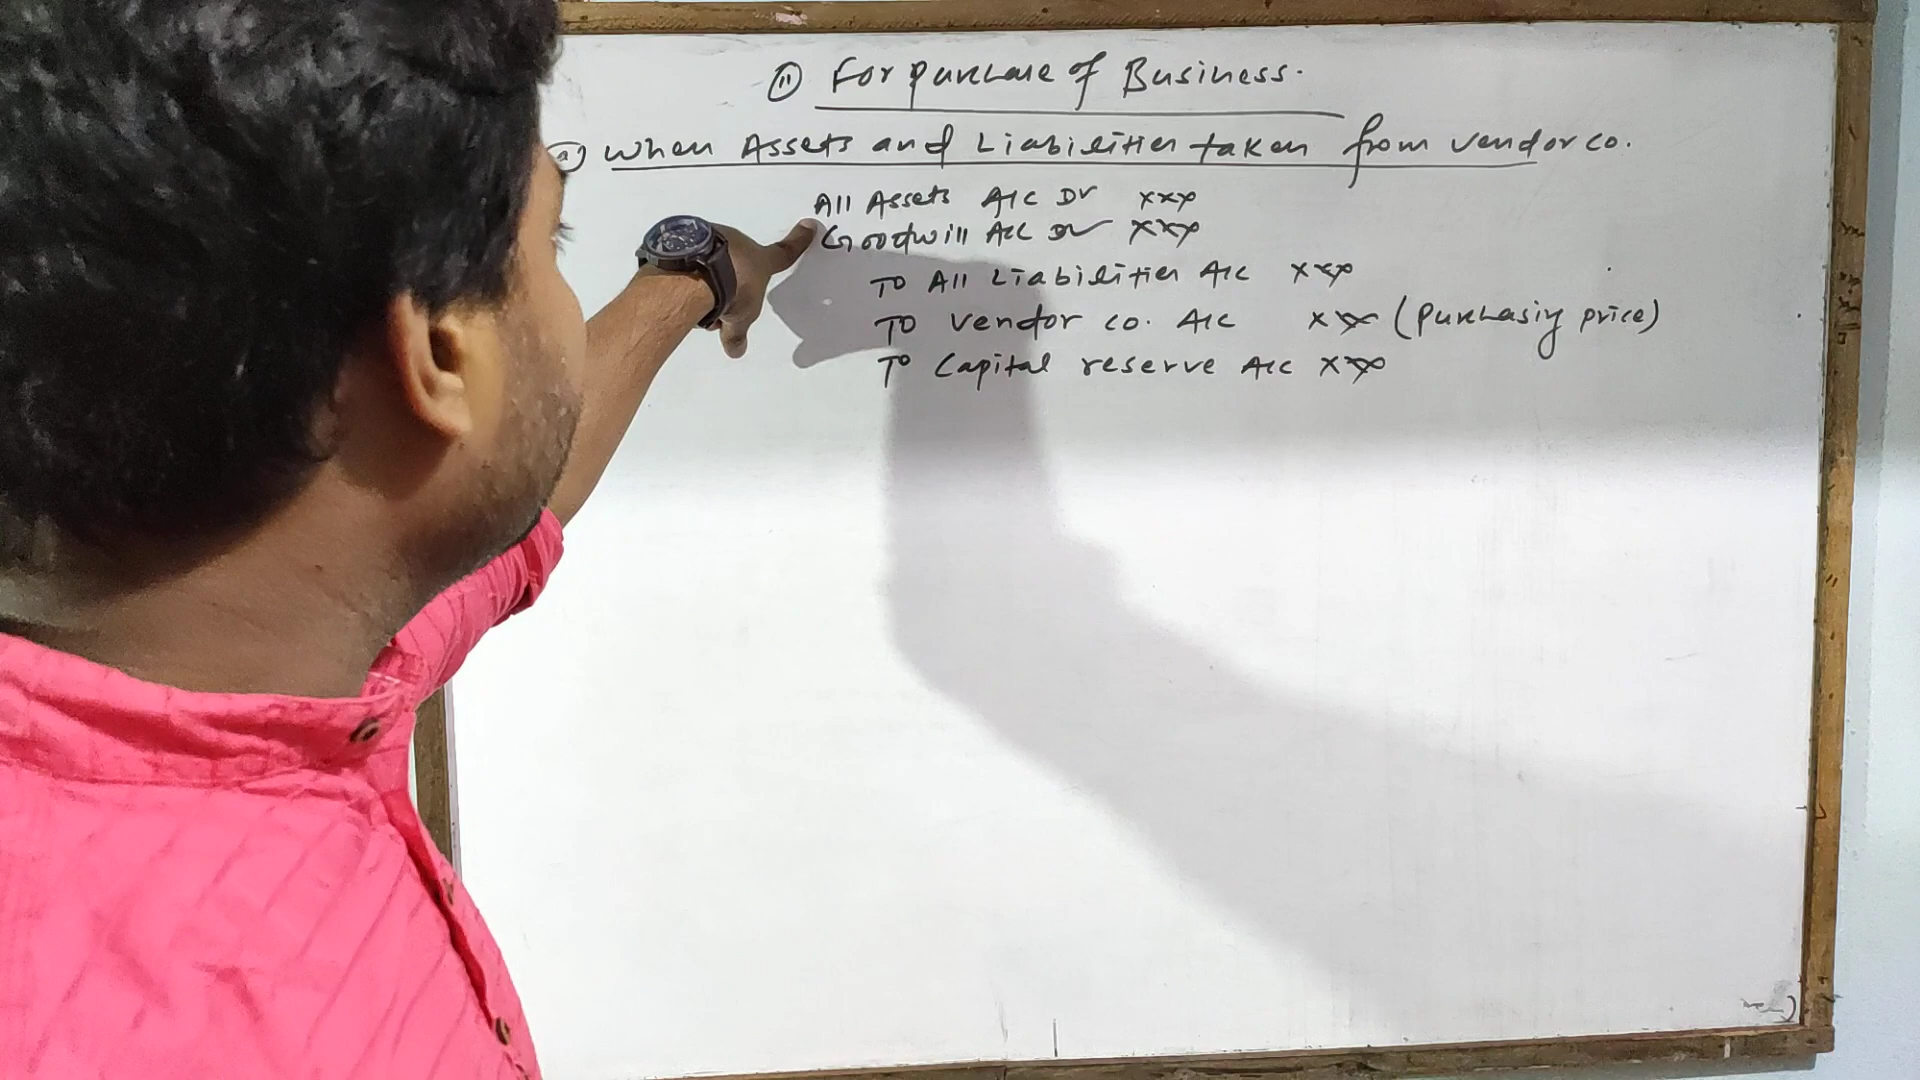 (11) For purchase of Business.
a) When Assets and Liabilities taken from vendor co.
All Assets A/c Dr xxx
Goodwill A/c Dr xxx
To All Liabilities A/c xxx
To vendor co. A/c xxx (Purchasing price)
To Capital reserve A/c xxx